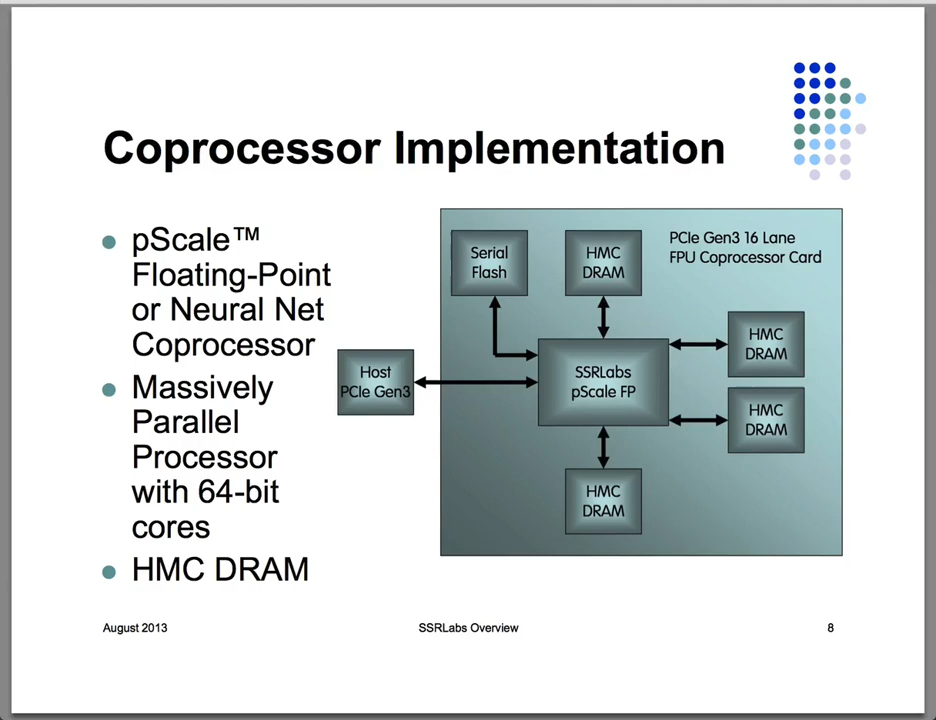 Coprocessor Implementation
pScale™
Floating-Point
or Neural Net
Coprocessor
Massively
Parallel
Processor
with 64-bit
cores
HMC DRAM
PCIe Gen3 16 Lane
FPU Coprocessor Card
Serial
Flash
HMC
DRAM
HMC
DRAM
Host
PCIe Gen3
SSRLabs
pScale FP
HMC
DRAM
HMC
DRAM
August 2013
SSRLabs Overview
8